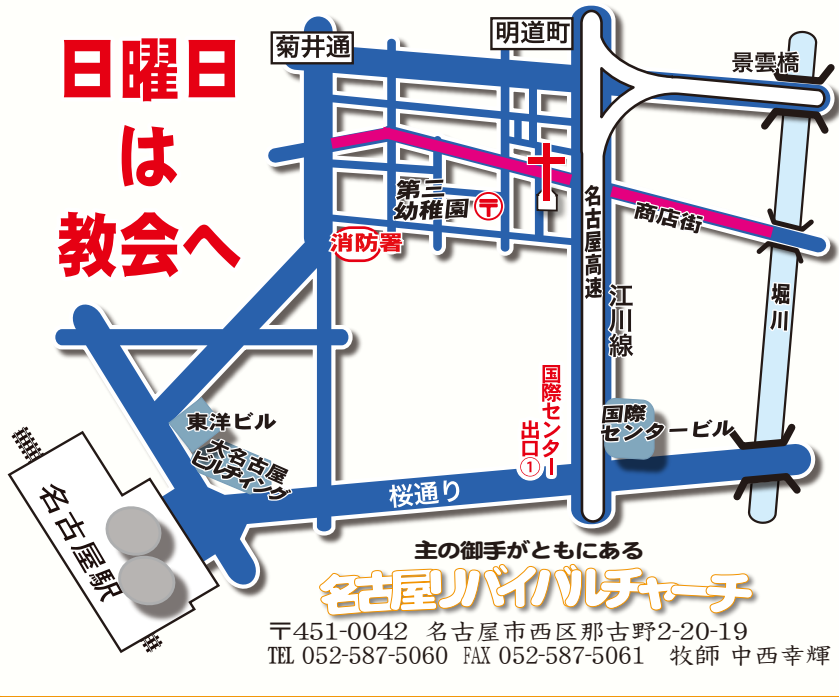 日曜日
は
教会へ
菊井通
明道町
景雲橋
第三
幼稚園
〒
消防署
名古屋高速
商店街
江川線
堀川
国際センター
出口①
国際
センタービル
東洋ビル
大名古屋
ビルディング
名古屋駅
桜通り
主の御手がともにある
名古屋リバイバルチャーチ
〒451-0042 名古屋市西区那古野2-20-19
TEL 052-587-5060 FAX 052-587-5061 牧師 中西幸輝